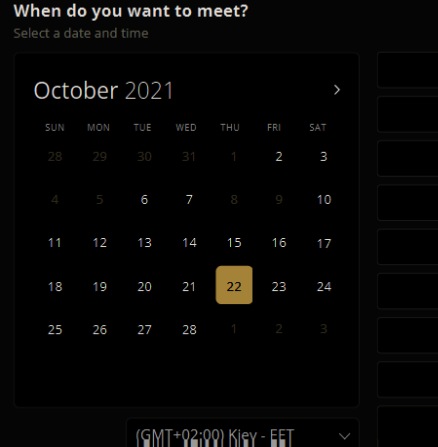 When do you want to meet?
Select a date and time
October 2021
SUN MON TUE WED THU FRI SAT
28 29 30 31 1 2 3
4 5 6 7 8 9 10
11 12 13 14 15 16 17
18 19 20 21 22 23 24
25 26 27 28 1 2 3
(GMT+02:00) Kiev - EET